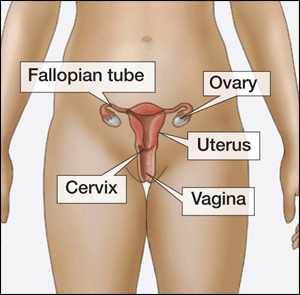 Fallopian tube
Ovary
Uterus
Cervix
Vagina